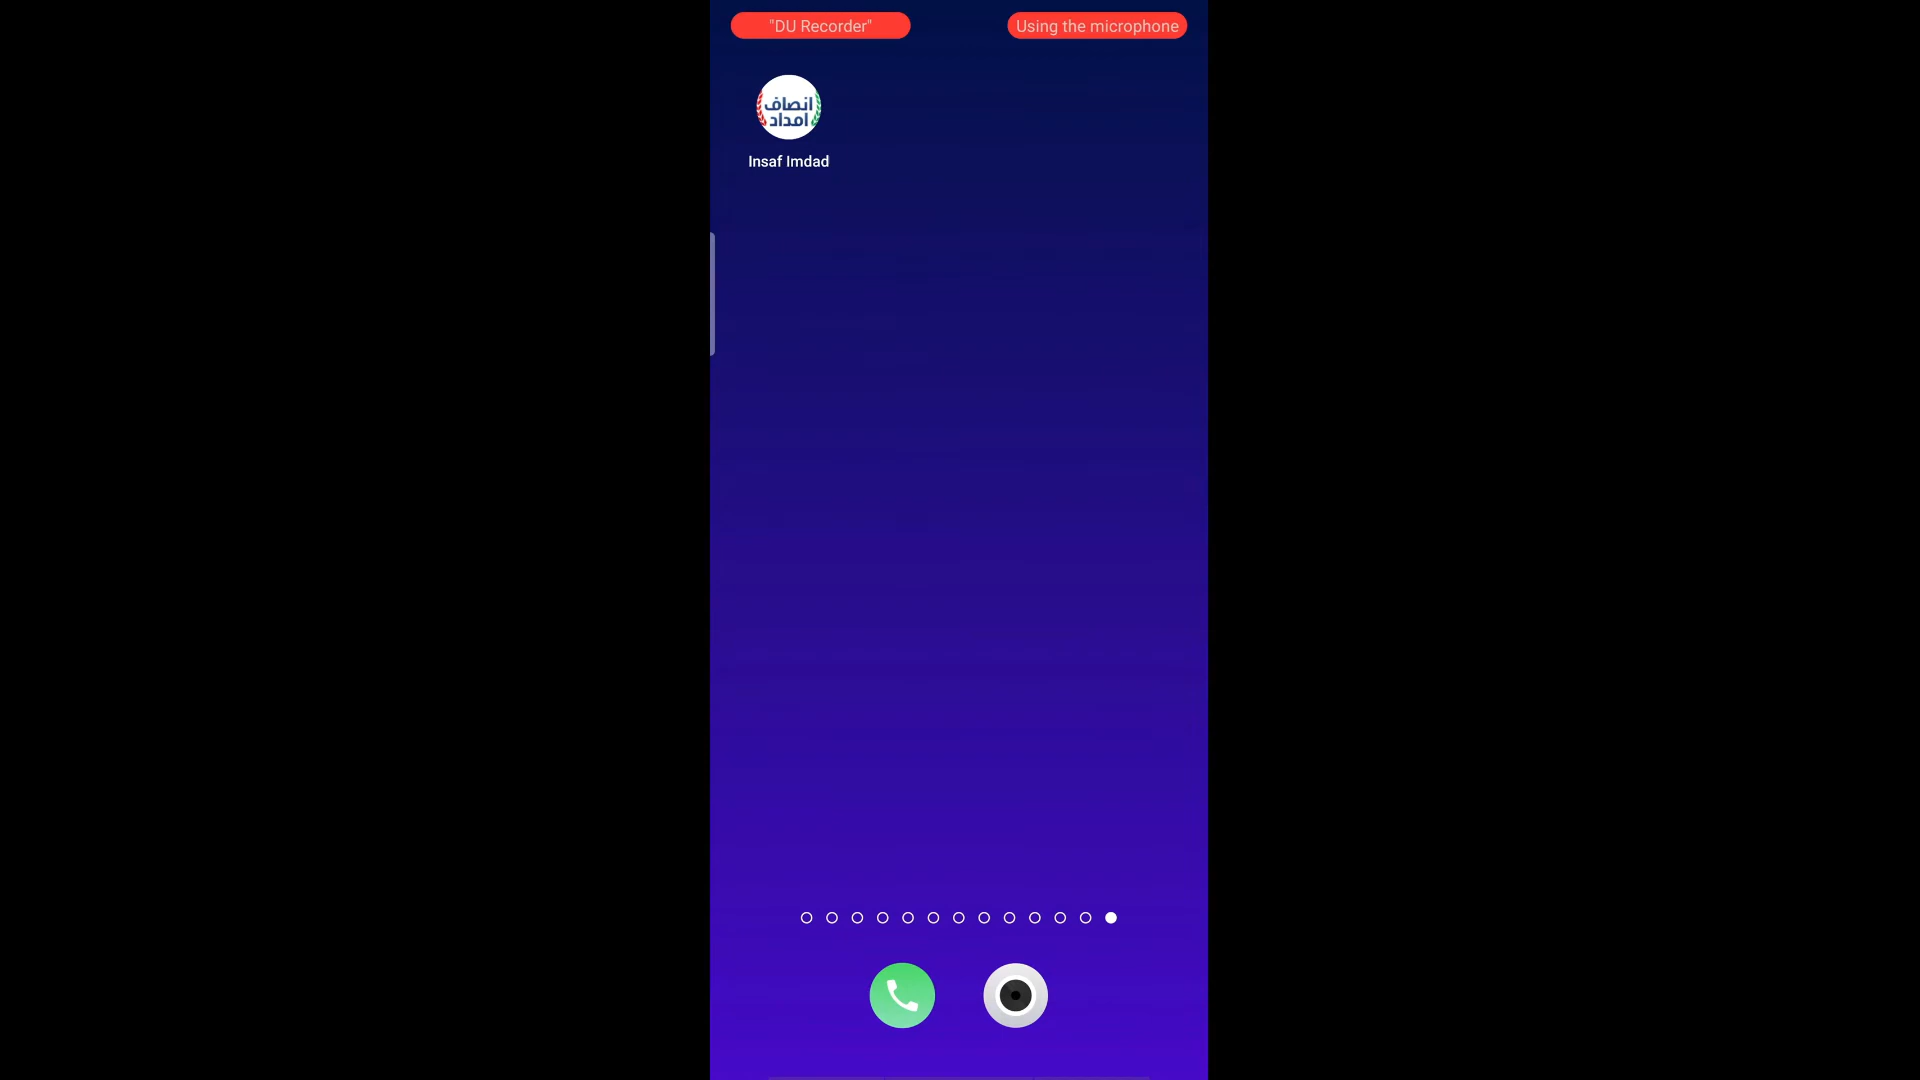 "DU Recorder"
Using the microphone
انصاف
امداد
Insaf Imdad